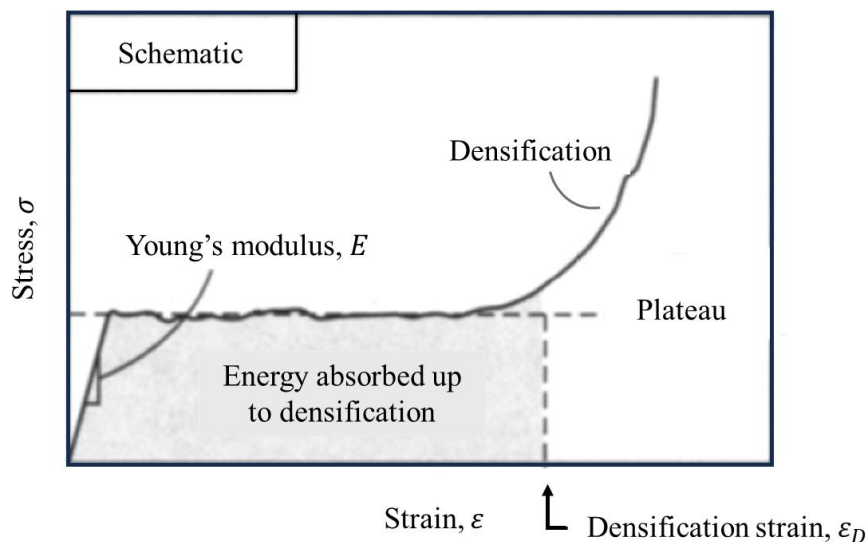 Schematic
Densification
Young's modulus, E
Stress, σ
Plateau
Energy absorbed up
to densification
Strain, ε
Densification strain, ε_D